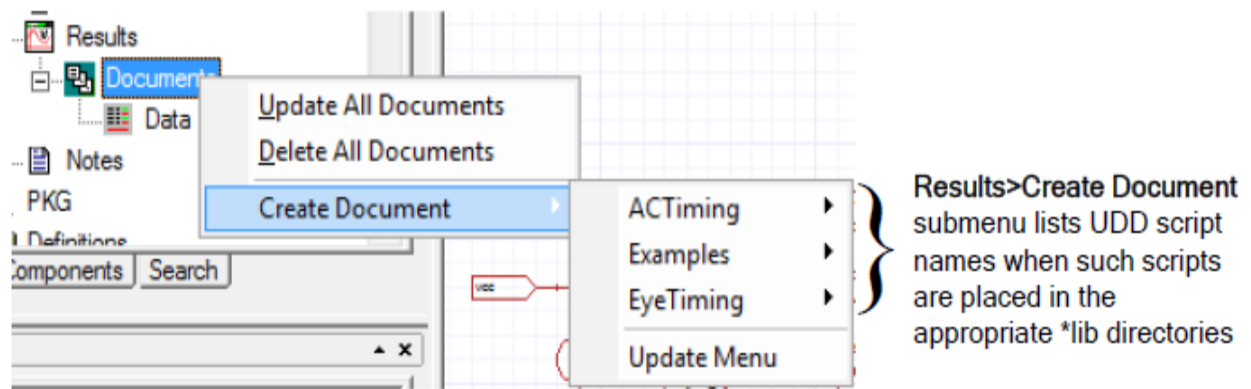 Results
Documents
Data
Notes
PKG
Definitions
Components
Search
Update All Documents
Delete All Documents
Create Document
ACTiming
Examples
EyeTiming
Update Menu
Results>Create Document
submenu lists UDD script
names when such scripts
are placed in the
appropriate *lib directories